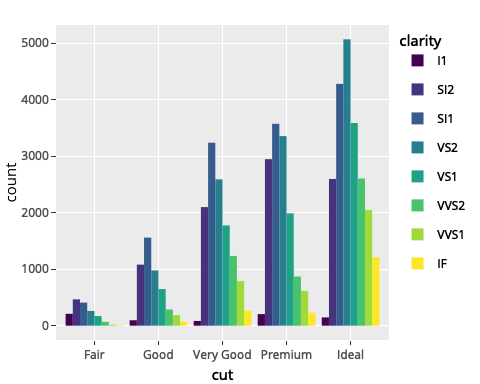 5000
4000
3000
2000
1000
0
count
Fair Good Very Good Premium Ideal
cut
clarity
I1
SI2
SI1
VS2
VS1
VVS2
VVS1
IF